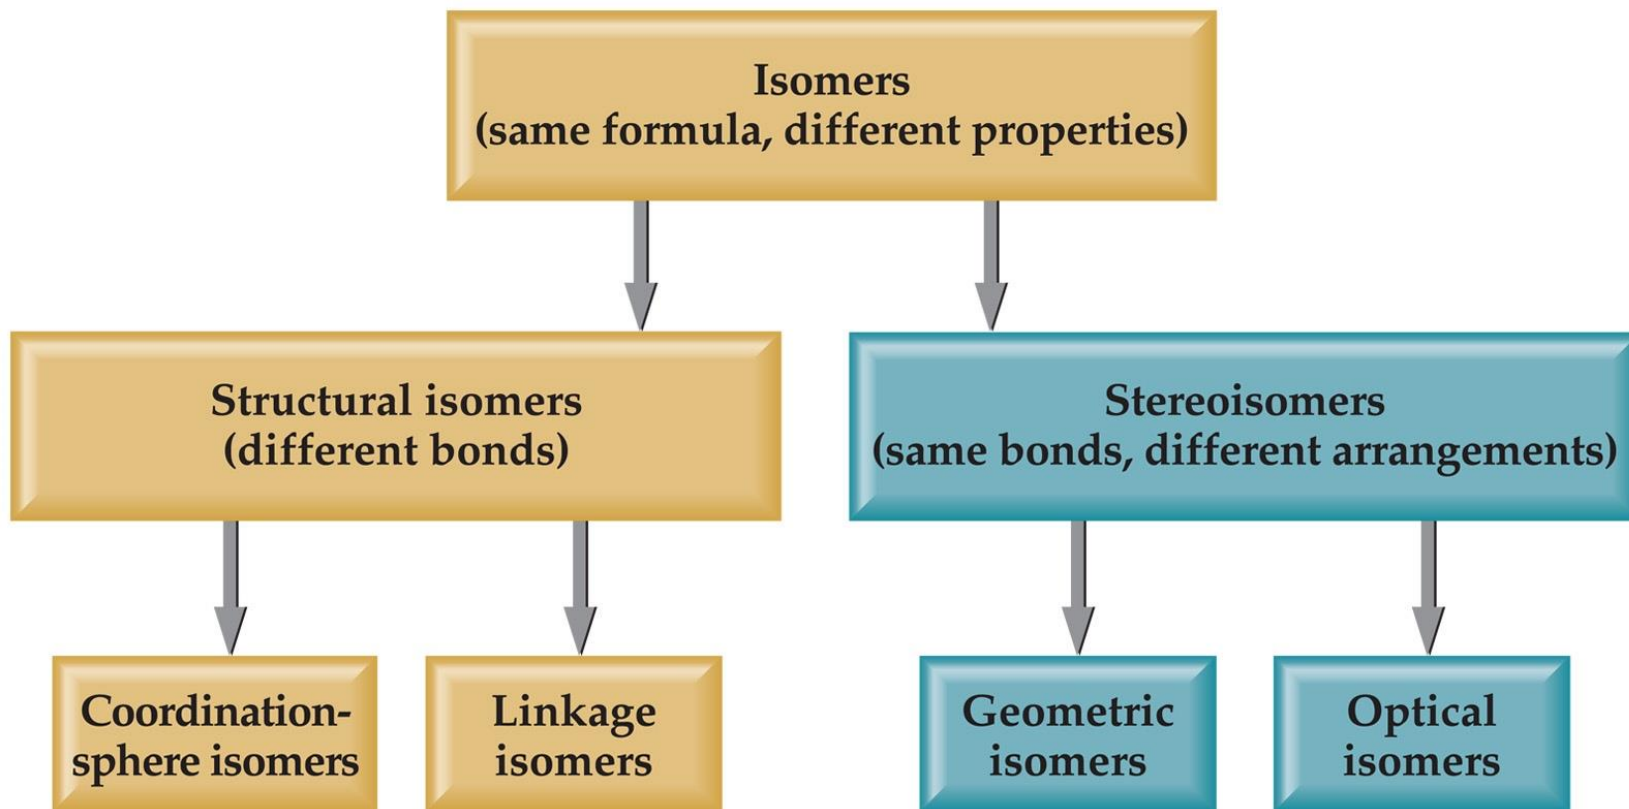 Isomers
(same formula, different properties)
Structural isomers
(different bonds)
Stereoisomers
(same bonds, different arrangements)
Coordination-
sphere isomers
Linkage
isomers
Geometric
isomers
Optical
isomers